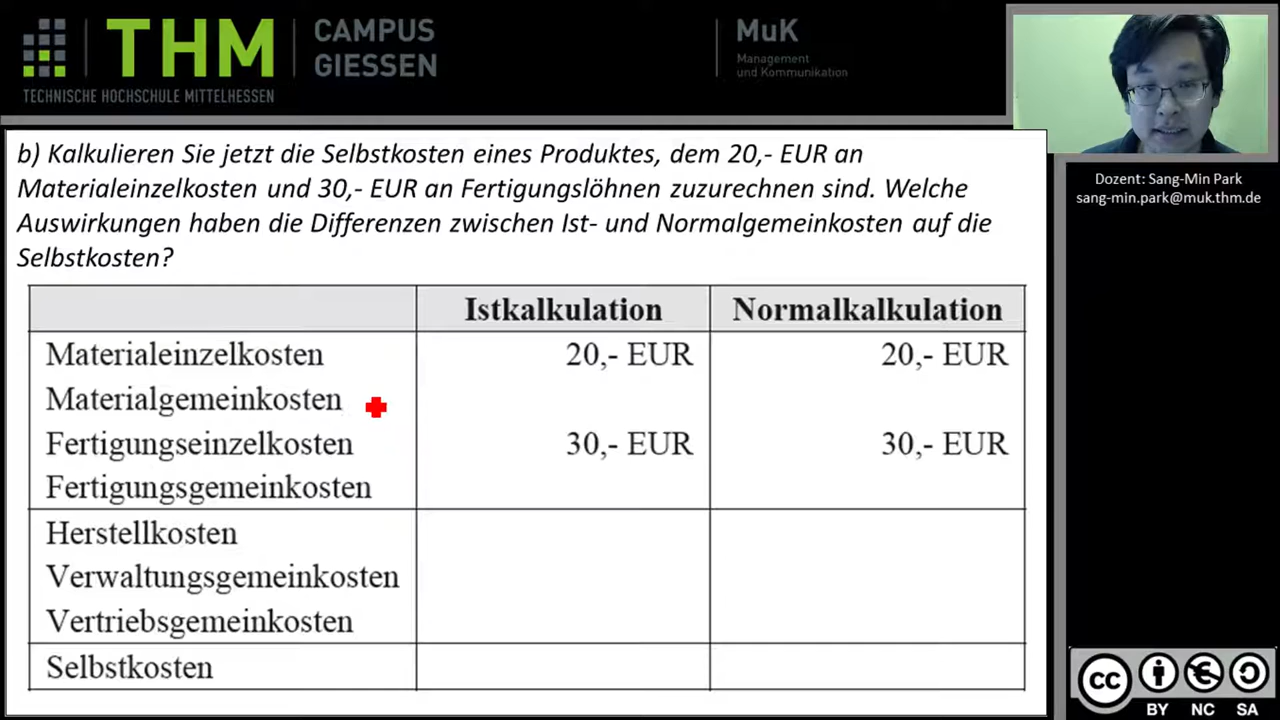 THM
CAMPUS
GIESSEN
TECHNISCHE HOCHSCHULE MITTELHESSEN
MuK
Management
und Kommunikation
b) Kalkulieren Sie jetzt die Selbstkosten eines Produktes, dem 20,- EUR an
Materialeinzelkosten und 30,- EUR an Fertigungslöhnen zuzurechnen sind. Welche
Auswirkungen haben die Differenzen zwischen Ist- und Normalgemeinkosten auf die
Selbstkosten?
Istkalkulation Normalkalkulation
Materialeinzelkosten 20,- EUR 20,- EUR
Materialgemeinkosten
Fertigungseinzelkosten 30,- EUR 30,- EUR
Fertigungsgemeinkosten
Herstellkosten
Verwaltungsgemeinkosten
Vertriebsgemeinkosten
Selbstkosten
Dozent: Sang-Min Park
sang-min.park@muk.thm.de
cc
BY NC SA